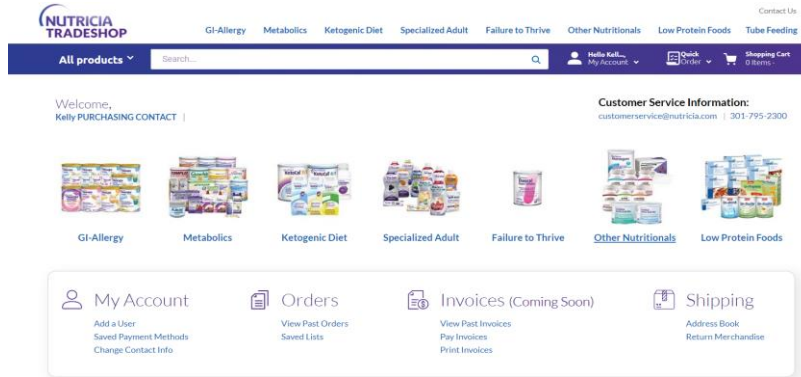 Contact Us
NUTRICIA
TRADESHOP
GI-Allergy Metabolics Ketogenic Diet Specialized Adult Failure to Thrive Other Nutritionals Low Protein Foods Tube Feeding
All products Search... Hello Kell... Quick Shopping Cart
My Account Order 0 Items -
Welcome,
Kelly PURCHASING CONTACT |
Customer Service Information:
customerservice@nutricia.com | 301-795-2300
GI-Allergy Metabolics Ketogenic Diet Specialized Adult Failure to Thrive Other Nutritionals Low Protein Foods
My Account
Add a User
Saved Payment Methods
Change Contact Info
Orders
View Past Orders
Saved Lists
Invoices (Coming Soon)
View Past Invoices
Pay Invoices
Print Invoices
Shipping
Address Book
Return Merchandise